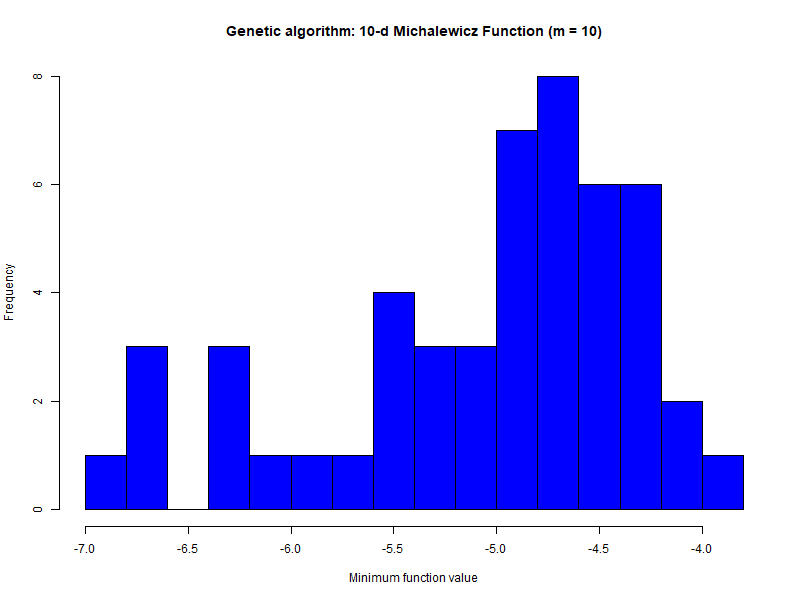 Genetic algorithm: 10-d Michalewicz Function (m = 10)
8
6
4
2
0
Frequency
-7.0 -6.5 -6.0 -5.5 -5.0 -4.5 -4.0
Minimum function value